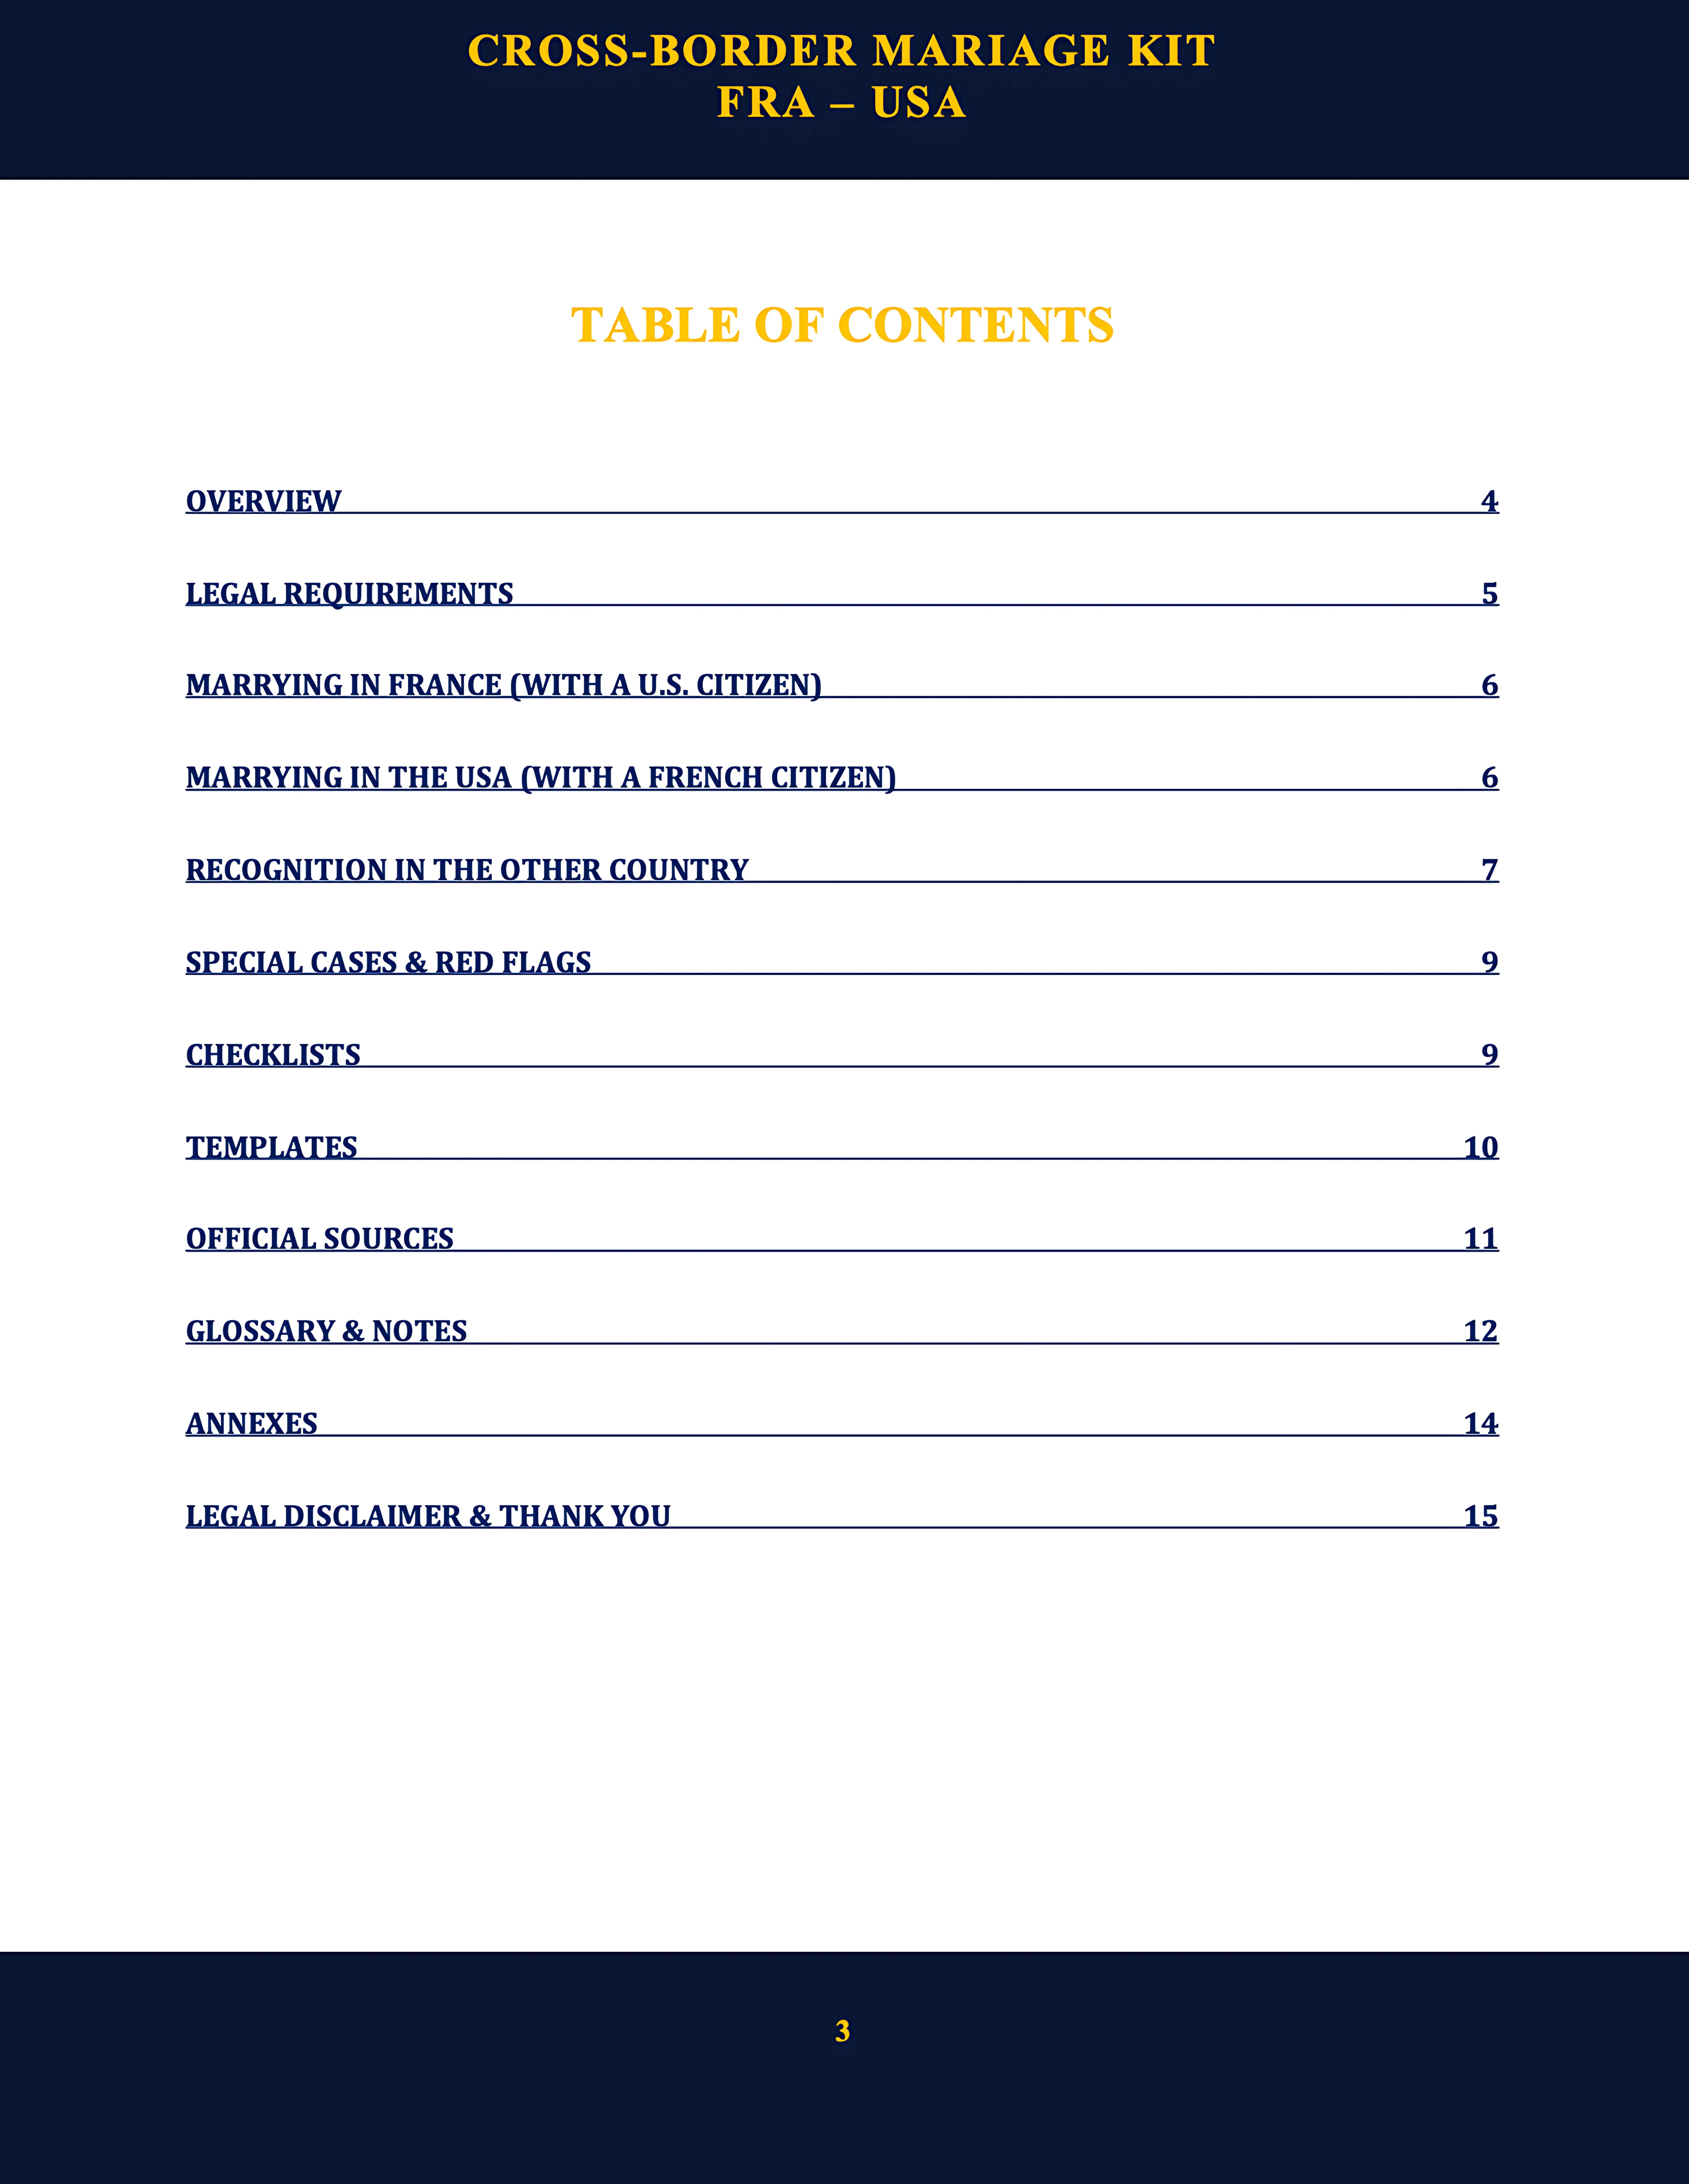 CROSS-BORDER MARIAGE KIT
FRA – USA
TABLE OF CONTENTS
OVERVIEW 4
LEGAL REQUIREMENTS 5
MARRYING IN FRANCE (WITH A U.S. CITIZEN) 6
MARRYING IN THE USA (WITH A FRENCH CITIZEN) 6
RECOGNITION IN THE OTHER COUNTRY 7
SPECIAL CASES & RED FLAGS 9
CHECKLISTS 9
TEMPLATES 10
OFFICIAL SOURCES 11
GLOSSARY & NOTES 12
ANNEXES 14
LEGAL DISCLAIMER & THANK YOU 15
3